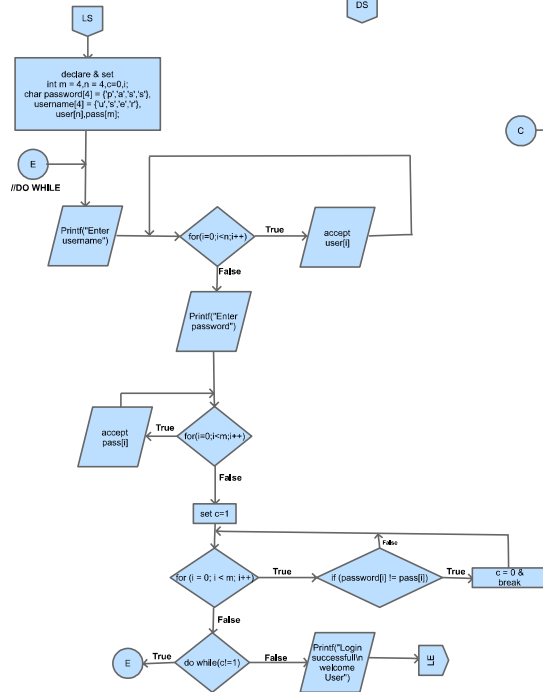 LS
DS
declare & set
int m = 4,n = 4,c=0,i;
char password[4] = {'p','a','s','s'},
username[4] = {'u','s','e','r'},
user[n],pass[m];
C
E
//DO WHILE
Printf("Enter
username")
for(i=0;i<n;i++)
True
accept
user[i]
False
Printf("Enter
password")
accept
pass[i]
True
for(i=0;i<m;i++)
False
set c=1
for (i = 0; i < m; i++)
True
False
if (password[i] != pass[i])
True
c = 0 &
break
False
E
True
do while(c!=1)
False
Printf("Login
successfull\n
welcome
User")
LE